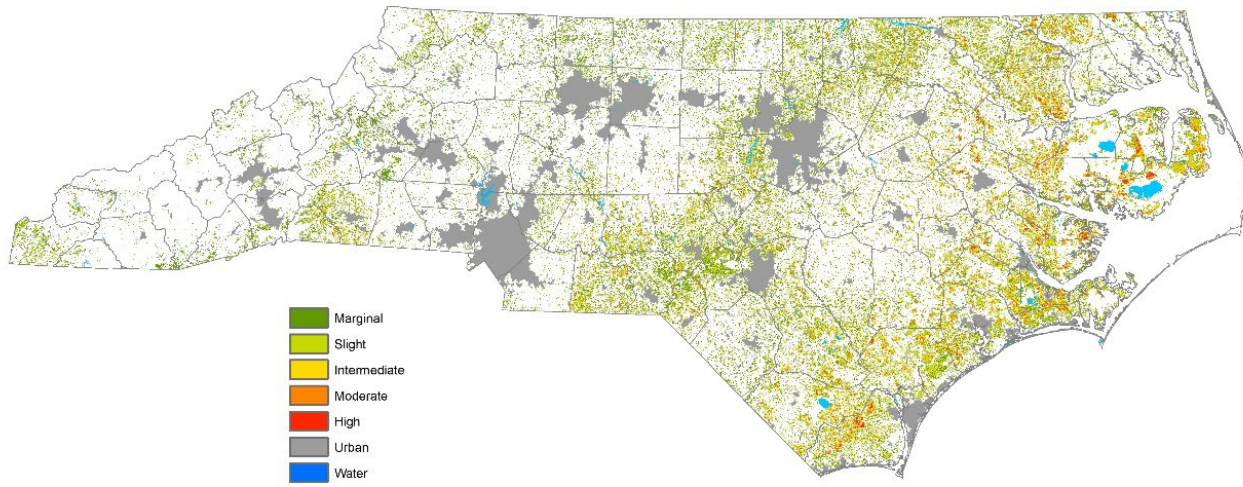 Marginal
Slight
Intermediate
Moderate
High
Urban
Water